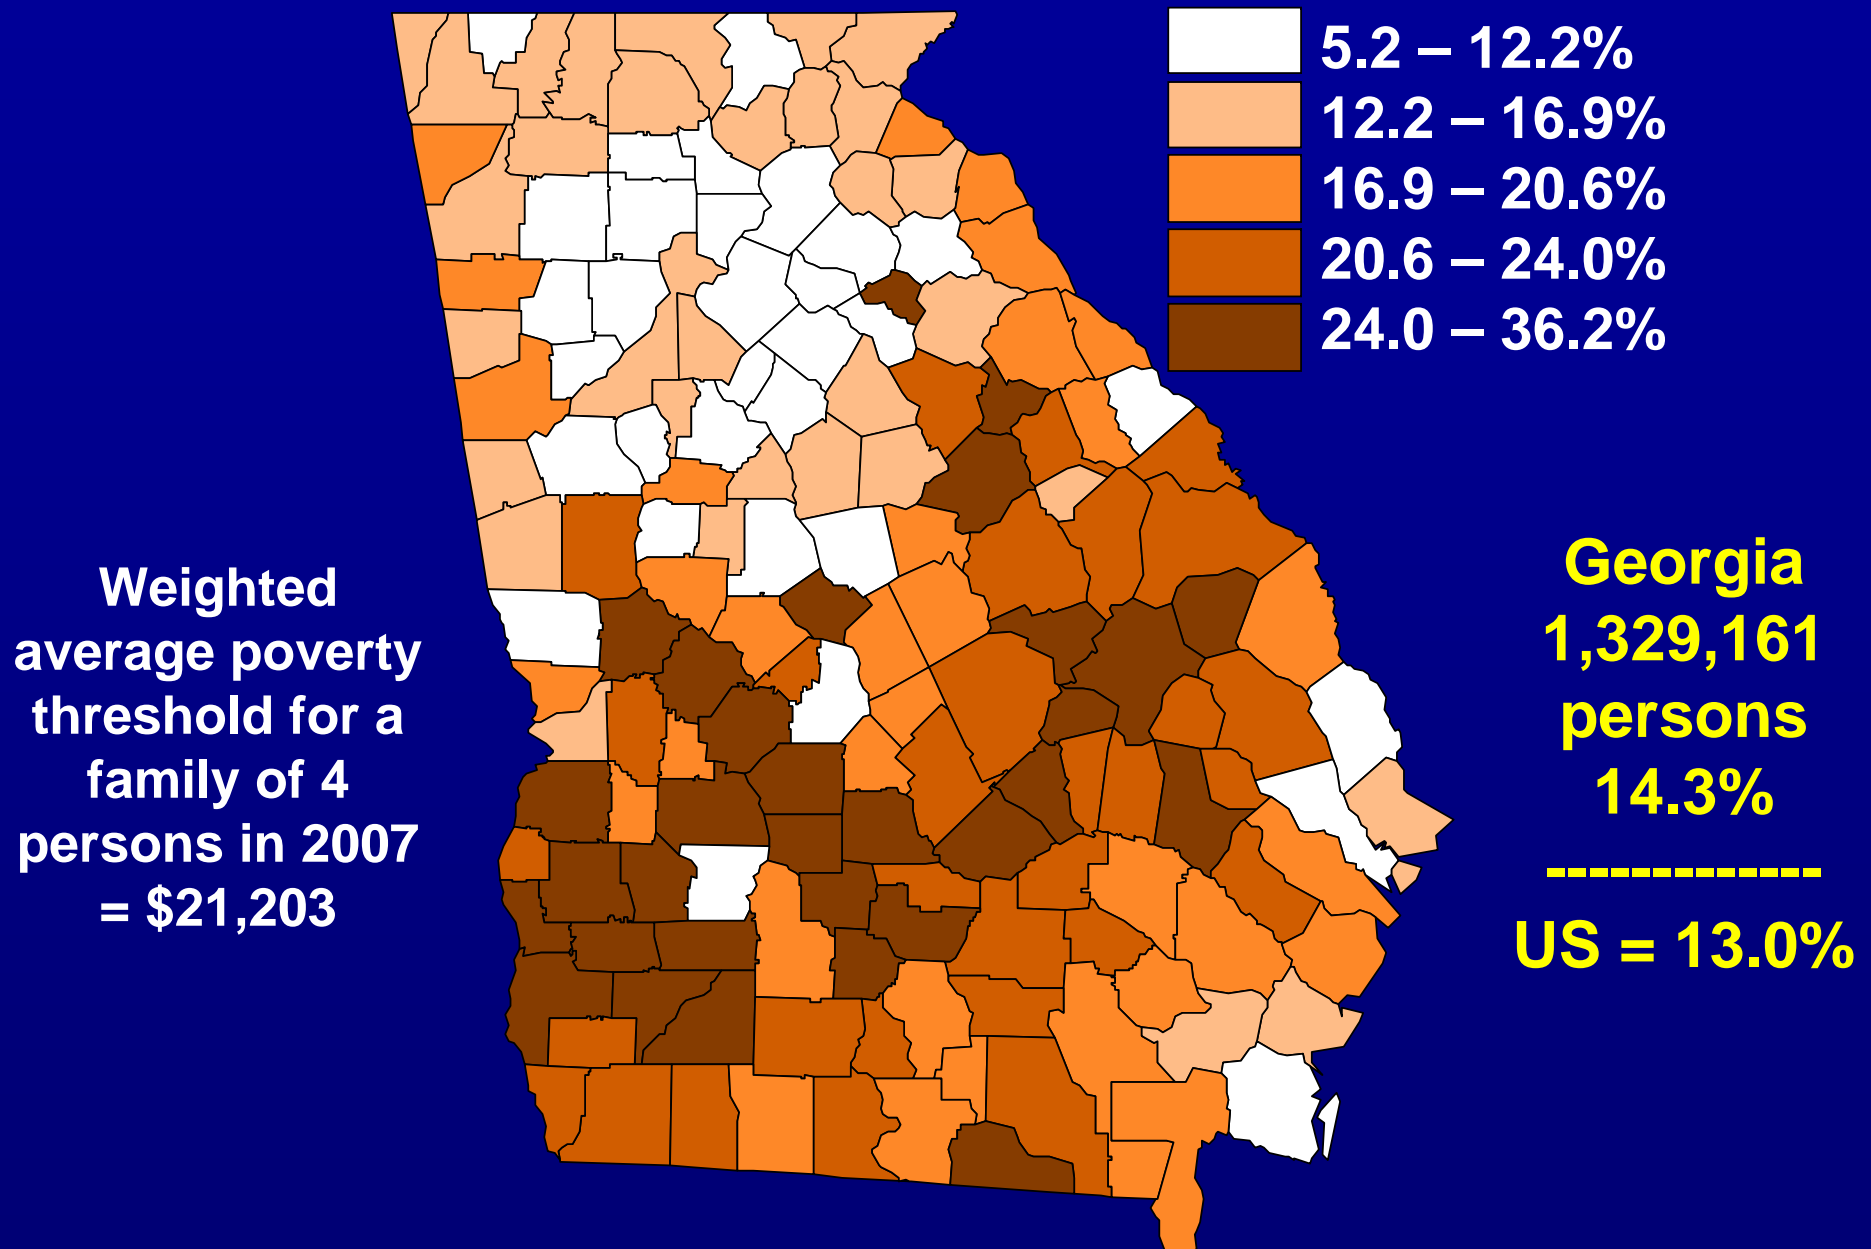 5.2 – 12.2%
12.2 – 16.9%
16.9 – 20.6%
20.6 – 24.0%
24.0 – 36.2%
Weighted
average poverty
threshold for a
family of 4
persons in 2007
= $21,203
Georgia
1,329,161
persons
14.3%
-------------
US = 13.0%